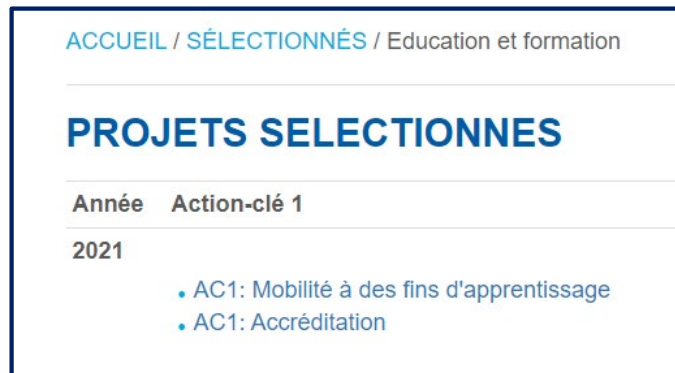 ACCUEIL / SÉLECTIONNÉS / Education et formation
PROJETS SELECTIONNES
Année Action-clé 1
2021
• AC1: Mobilité à des fins d'apprentissage
• AC1: Accréditation